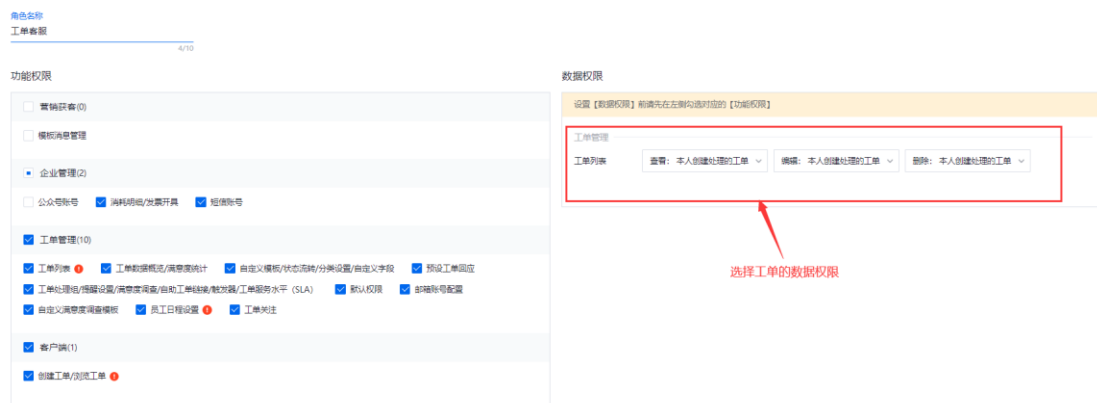 角色名称
工单客服
4/10
功能权限
营销获客(0)
模板消息管理
企业管理(2)
公众号账号 消耗明细/发票开具 短信账号
工单管理(10)
工单列表 工单数据概览/满意度统计 自定义模板/状态流转/分类设置/自定义字段 预设工单回应
工单处理组/提醒设置/满意度调查/自助工单链接/触发器/工单服务水平（SLA） 默认权限 邮箱账号配置
自定义满意度调查模板 员工日程设置 工单关注
客户端(1)
创建工单/浏览工单
数据权限
设置【数据权限】前请先在左侧勾选对应的【功能权限】
工单管理
工单列表 查看：本人创建处理的工单 编辑：本人创建处理的工单 删除：本人创建处理的工单
选择工单的数据权限